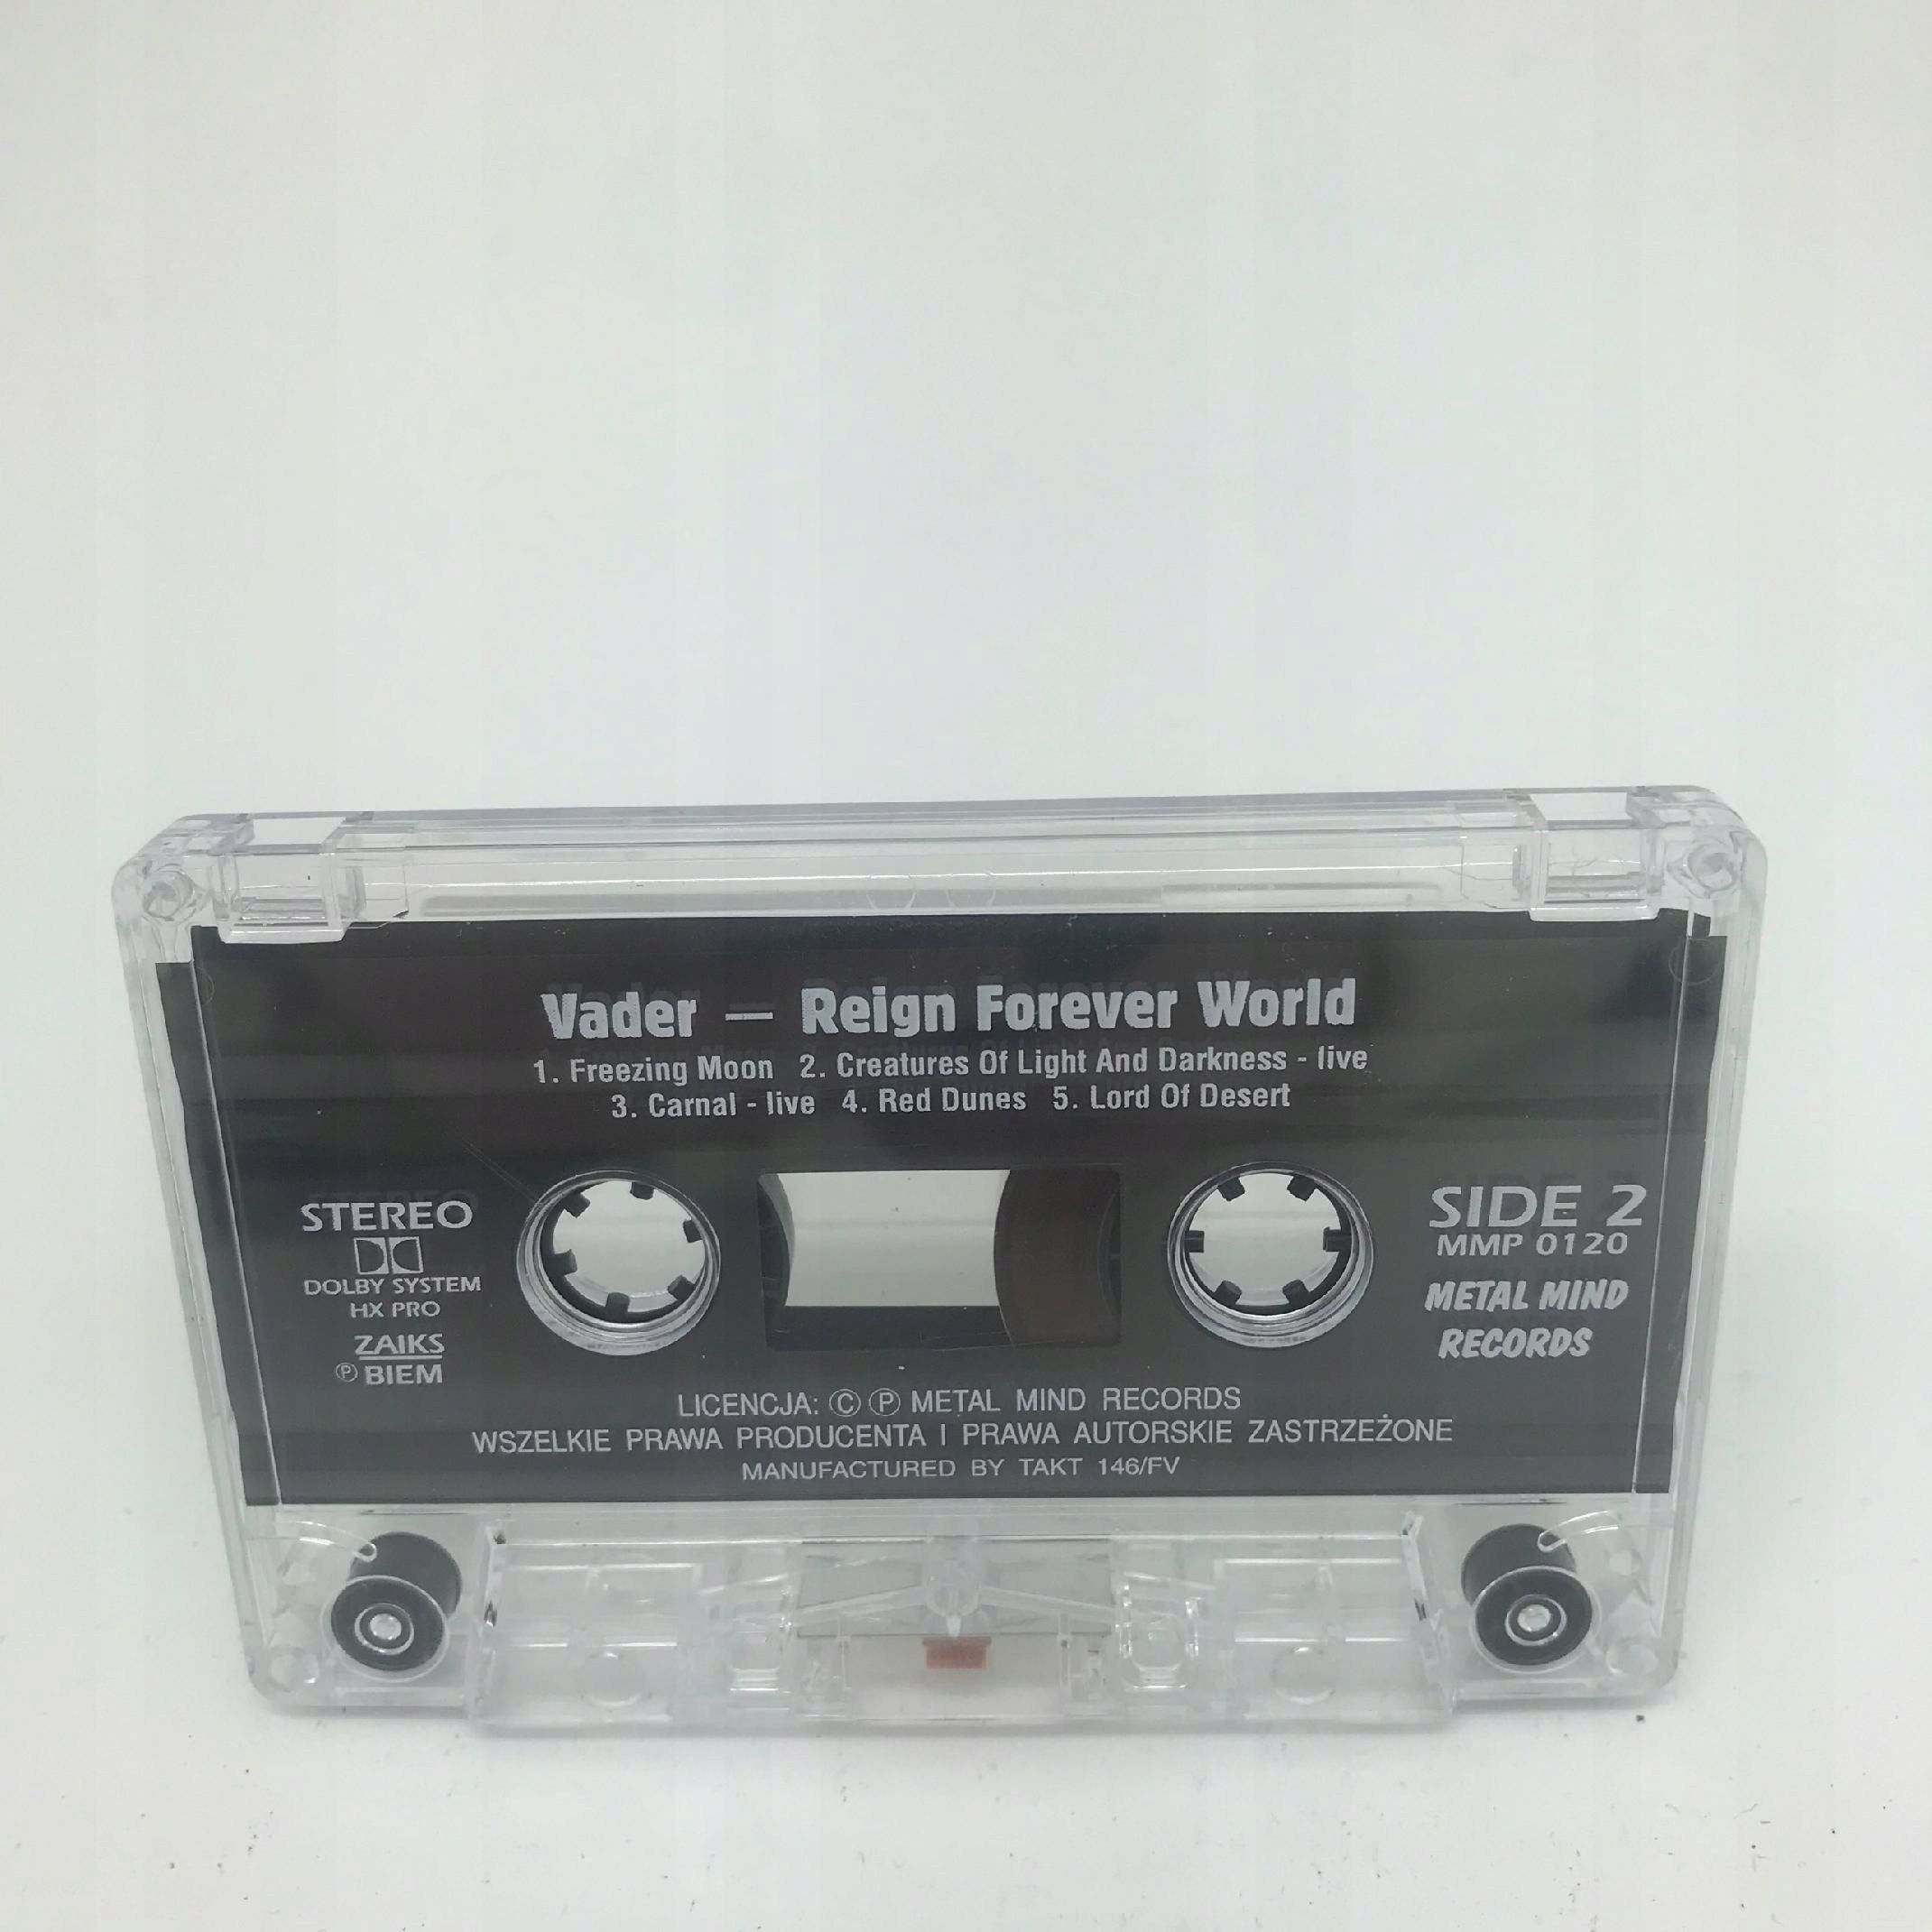 Vader — Reign Forever World
1. Freezing Moon 2. Creatures Of Light And Darkness - live
3. Carnal - live 4. Red Dunes 5. Lord Of Desert
STEREO
DOLBY SYSTEM
HX PRO
ZAIKS
Ⓟ BIEM
SIDE 2
MMP 0120
METAL MIND
RECORDS
LICENCJA: Ⓒ Ⓟ METAL MIND RECORDS
WSZELKIE PRAWA PRODUCENTA I PRAWA AUTORSKIE ZASTRZEŻONE
MANUFACTURED BY TAKT 146/FV